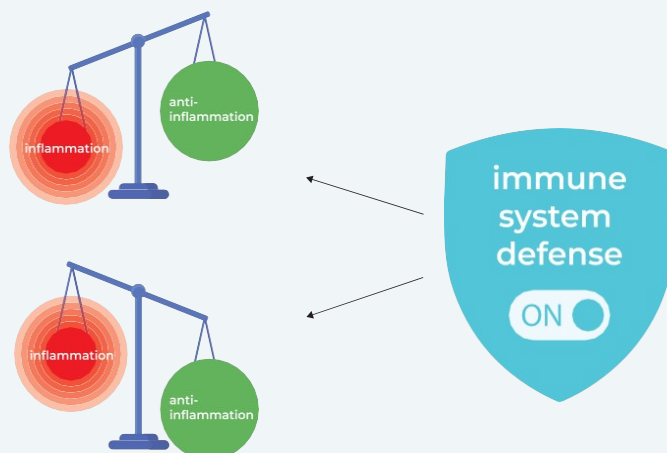 inflammation
anti-
inflammation
immune
system
defense
ON
inflammation
anti-
inflammation